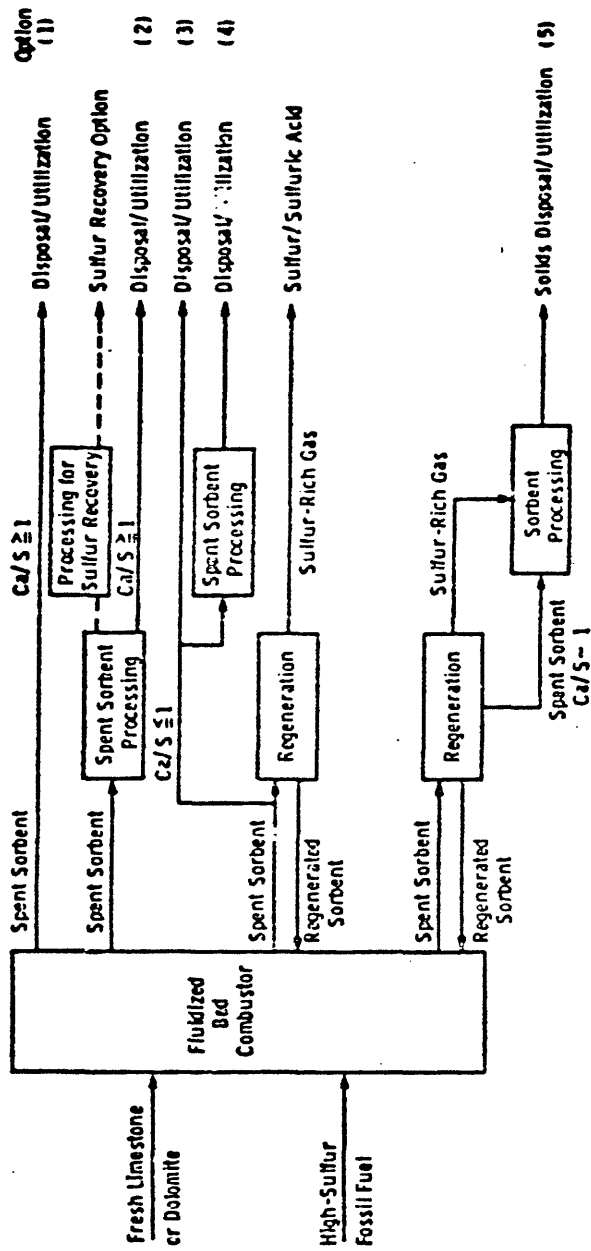 Option
Spent Sorbent
Ca/S ≧ 1
Disposal/Utilization
(1)
Processing for
Sulfur Recovery
Sulfur Recovery Option
Spent Sorbent
Spent Sorbent
Processing
Ca/S ≧ 1
Disposal/Utilization
(2)
Ca/S ≦ 1
Disposal/Utilization
(3)
Spent Sorbent
Processing
(4)
Spent Sorbent
Regenerated
Sorbent
Regeneration
Sulfur-Rich Gas
Sulfur/Sulfuric Acid
Fresh Limestone
or Dolomite
High-Sulfur
Fossil Fuel
Fluidized
Bed
Combustor
Spent Sorbent
Regenerated
Sorbent
Regeneration
Sulfur-Rich Gas
Spent Sorbent
Ca/S ~ 1
Sorbent
Processing
Solids Disposal/Utilization
(5)